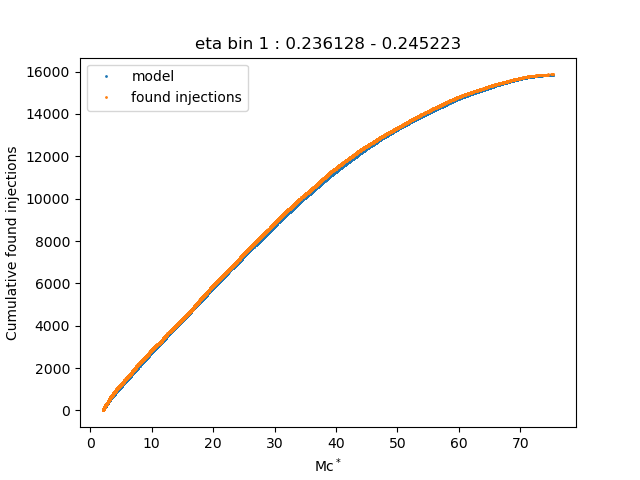 eta bin 1 : 0.236128 - 0.245223
model
found injections
Cumulative found injections
16000
14000
12000
10000
8000
6000
4000
2000
0
0 10 20 30 40 50 60 70
Mc*